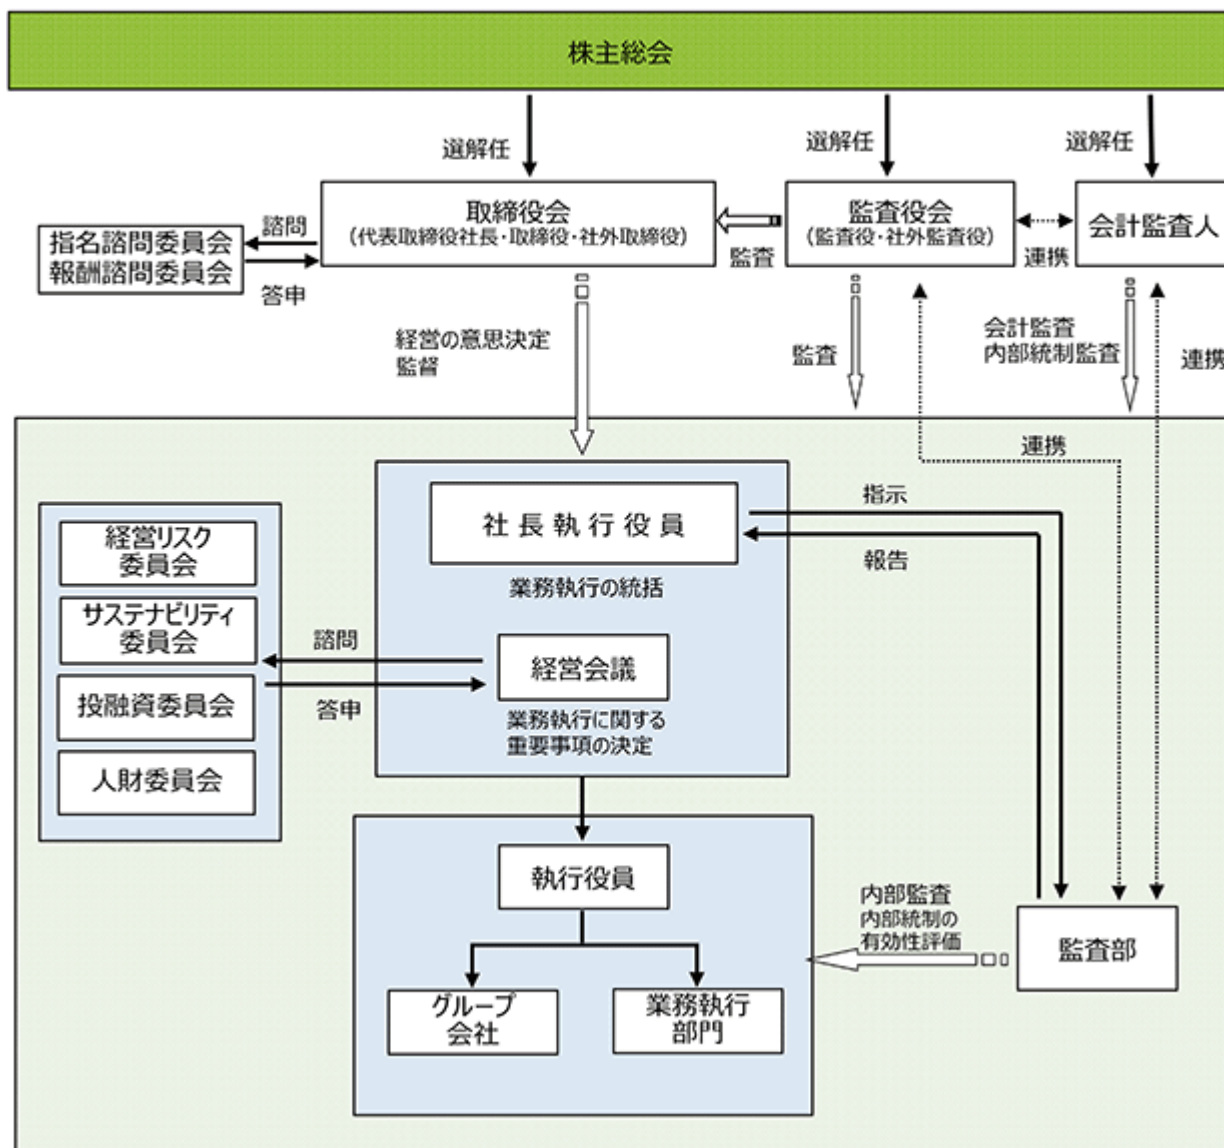 株主総会
選解任
選解任
選解任
取締役会
（代表取締役社長・取締役・社外取締役）
監査役会
（監査役・社外監査役）
会計監査人
指名諮問委員会
報酬諮問委員会
諮問
答申
監査
連携
経営の意思決定
監督
監査
会計監査
内部統制監査
連携
連携
経営リスク
委員会
サステナビリティ
委員会
投融資委員会
人財委員会
諮問
答申
社長執行役員
業務執行の統括
経営会議
業務執行に関する
重要事項の決定
指示
報告
執行役員
グループ
会社
業務執行
部門
内部監査
内部統制の
有効性評価
監査部